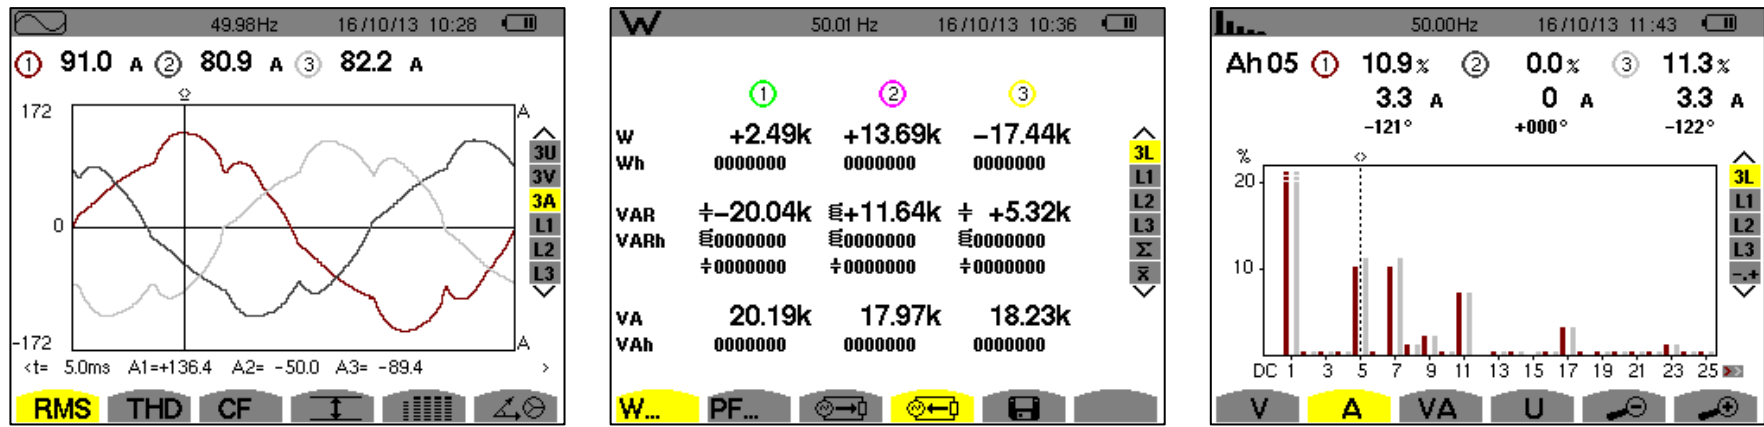 49.98Hz 16/10/13 10:28
1 91.0 A 2 80.9 A 3 82.2 A
172 A
3U
3V
3A
0 L1
L2
L3
-172 A
<t= 5.0ms A1=+136.4 A2= -50.0 A3= -89.4 >
RMS THD CF
W 50.01 Hz 16/10/13 10:36
1 2 3
W +2.49k +13.69k -17.44k
Wh 0000000 0000000 0000000
3L
L1
VAR -20.04k +11.64k +5.32k
L2
VARh 0000000 0000000 0000000
L3
0000000 0000000 0000000
Σ
x̄
VA 20.19k 17.97k 18.23k
VAh 0000000 0000000 0000000
W... PF...
50.00Hz 16/10/13 11:43
Ah 05 1 10.9% 2 0.0% 3 11.3%
3.3 A 0 A 3.3 A
-121° +000° -122°
%
20 3L
L1
L2
10 L3
-.+
DC 1 3 5 7 9 11 13 15 17 19 21 23 25
V A VA U